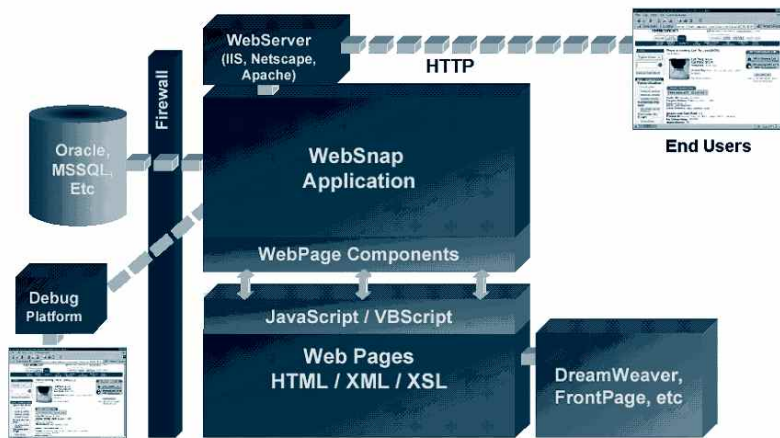 WebServer
(IIS, Netscape,
Apache)
HTTP
End Users
Firewall
Oracle,
MSSQL,
Etc
WebSnap
Application
WebPage Components
Debug
Platform
JavaScript / VBScript
Web Pages
HTML / XML / XSL
DreamWeaver,
FrontPage, etc